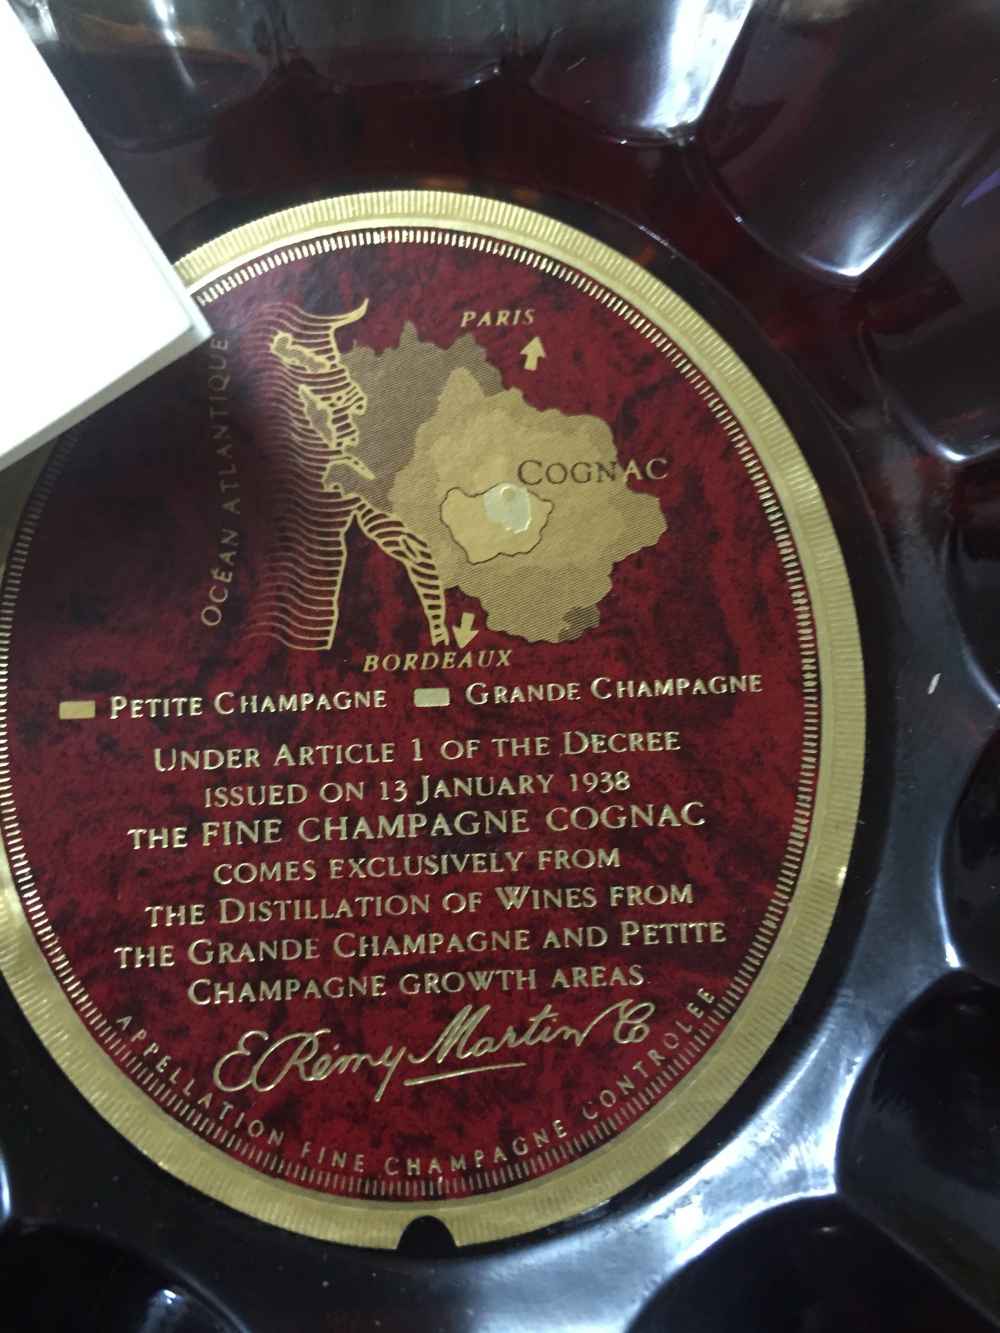 PARIS
OCÉAN ATLANTIQUE
COGNAC
BORDEAUX
PETITE CHAMPAGNE GRANDE CHAMPAGNE
UNDER ARTICLE 1 OF THE DECREE
ISSUED ON 13 JANUARY 1938
THE FINE CHAMPAGNE COGNAC
COMES EXCLUSIVELY FROM
THE DISTILLATION OF WINES FROM
THE GRANDE CHAMPAGNE AND PETITE
CHAMPAGNE GROWTH AREAS.
E. Rémy Martin & C
APPELLATION FINE CHAMPAGNE CONTROLEE